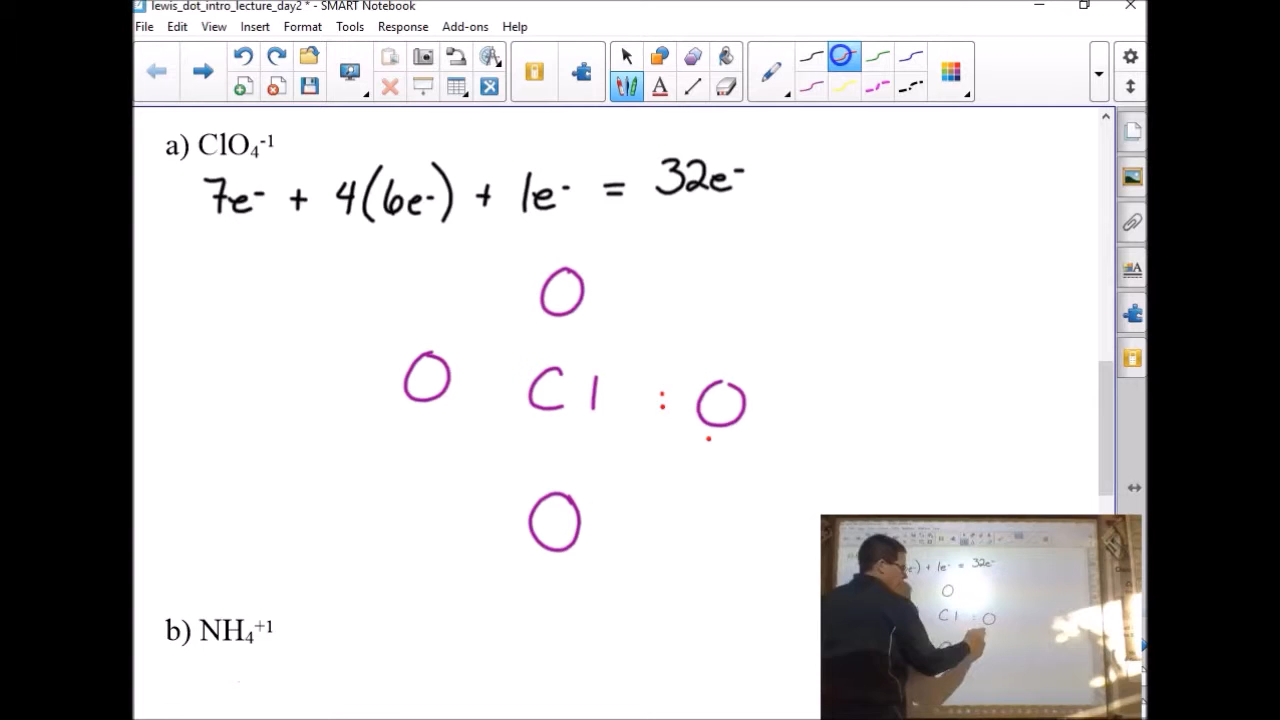 lewis_dot_intro_lecture_day2 * - SMART Notebook
File Edit View Insert Format Tools Response Add-ons Help
a) ClO₄⁻¹
7e⁻ + 4(6e⁻) + 1e⁻ = 32e⁻
O
O Cl : O
O
b) NH₄⁺¹